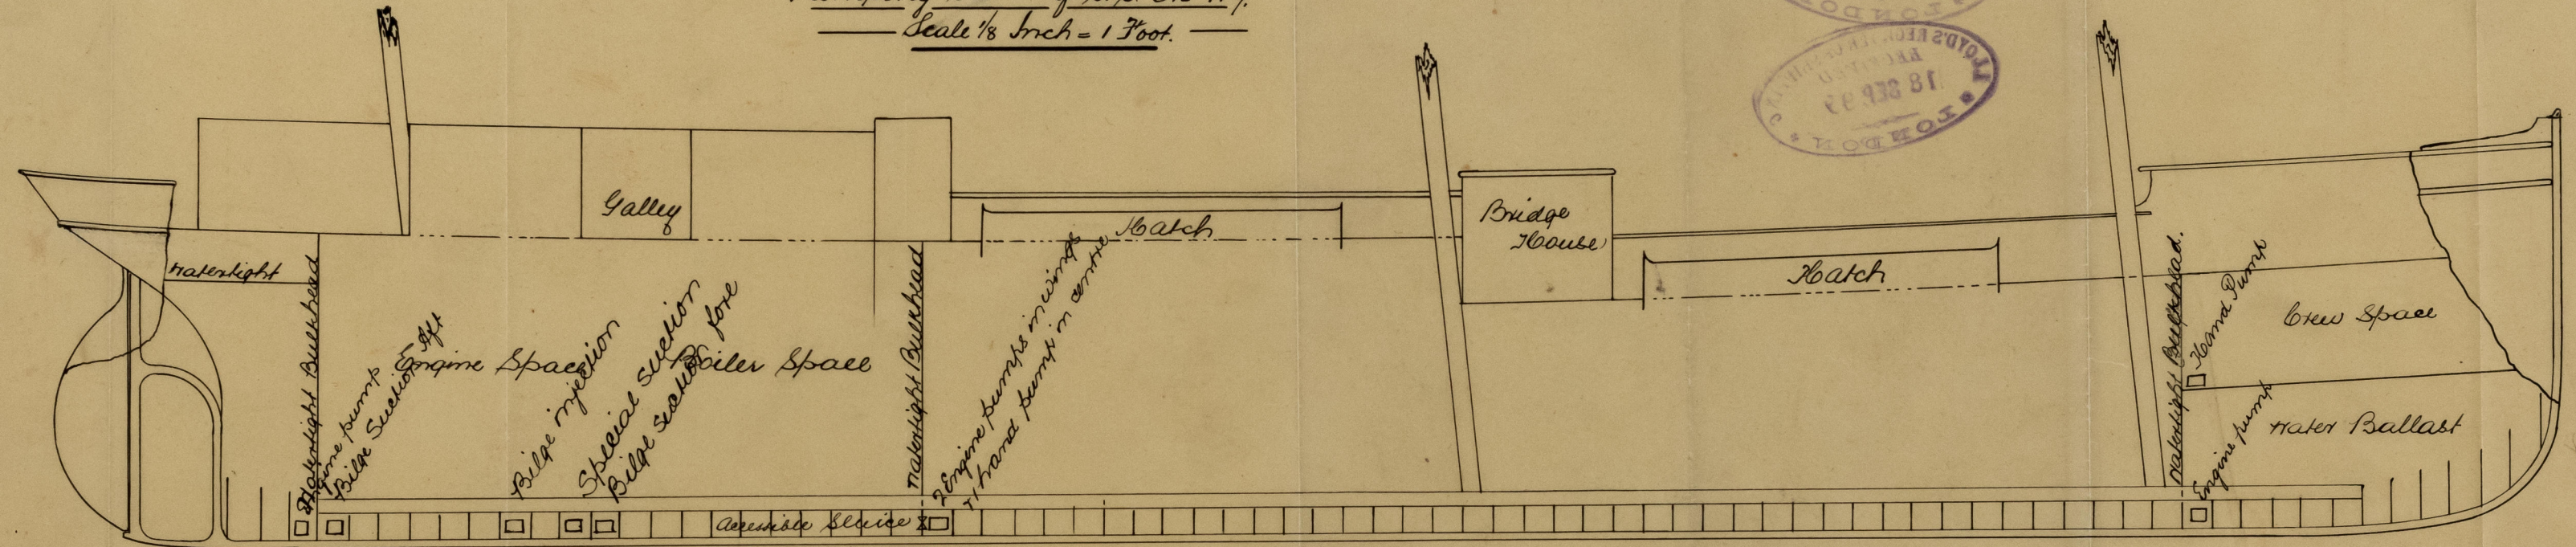 Scale 1/8 Inch = 1 Foot.
LLOYD'S REGISTER
RECEIVED
18 SEP 9
LONDON
Galley
Hatch
Bridge
House
Hatch
Watertight
Watertight Bulkhead
Engine pump
Bilge Suction Aft
Engine Space
Bilge injection
Special Suction
Bilge Suction fore
Boiler Space
Watertight Bulkhead
2 Engine pumps in wings
& 1 hand pump in centre
Watertight Bulkhead.
Hand Pump
Crew Space
Engine pump
Water Ballast
Accessible Sluice